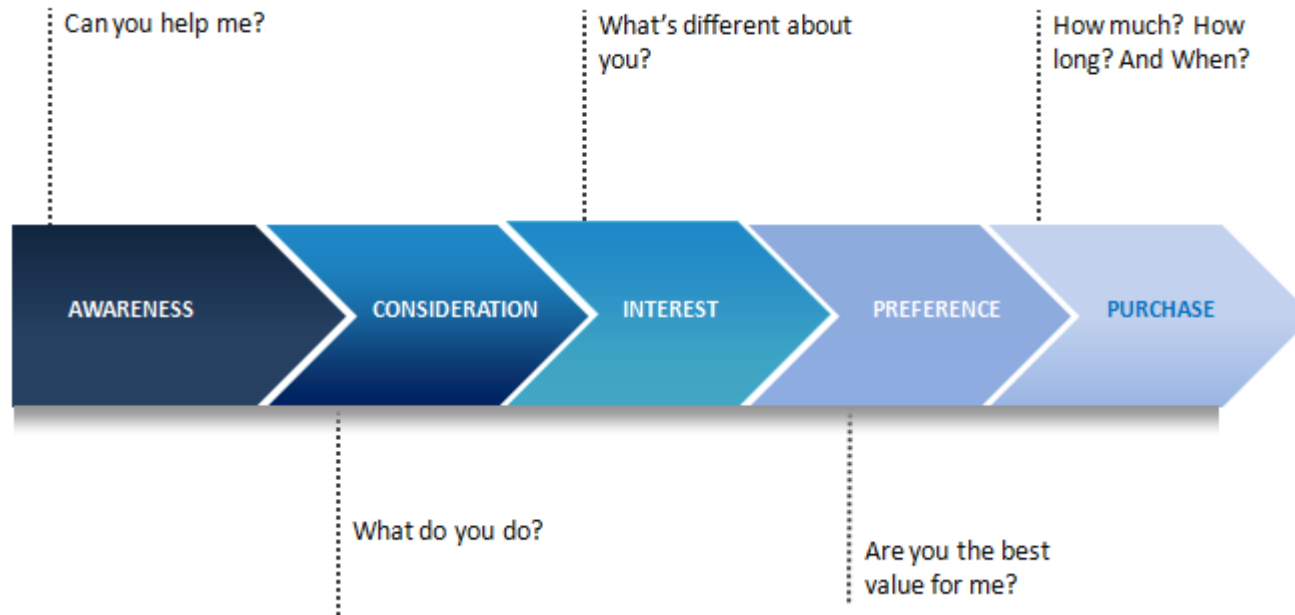 Can you help me?
What's different about
you?
How much? How
long? And When?
AWARENESS
CONSIDERATION
INTEREST
PREFERENCE
PURCHASE
What do you do?
Are you the best
value for me?